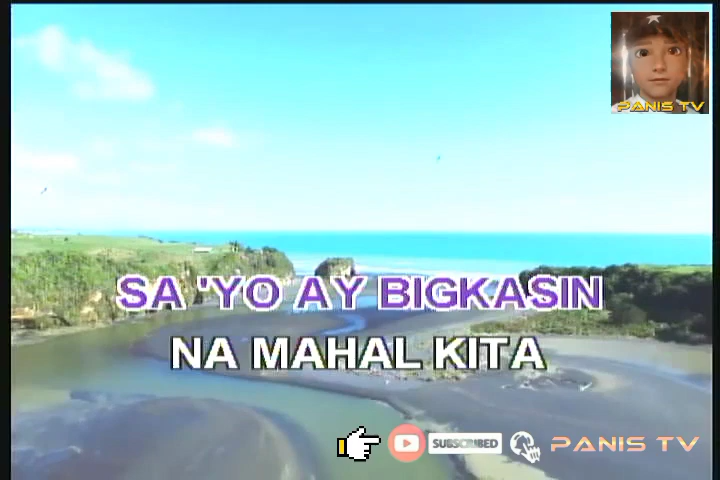 PANIS TV
SA 'YO AY BIGKASIN
NA MAHAL KITA
SUBSCRIBED
PANIS TV